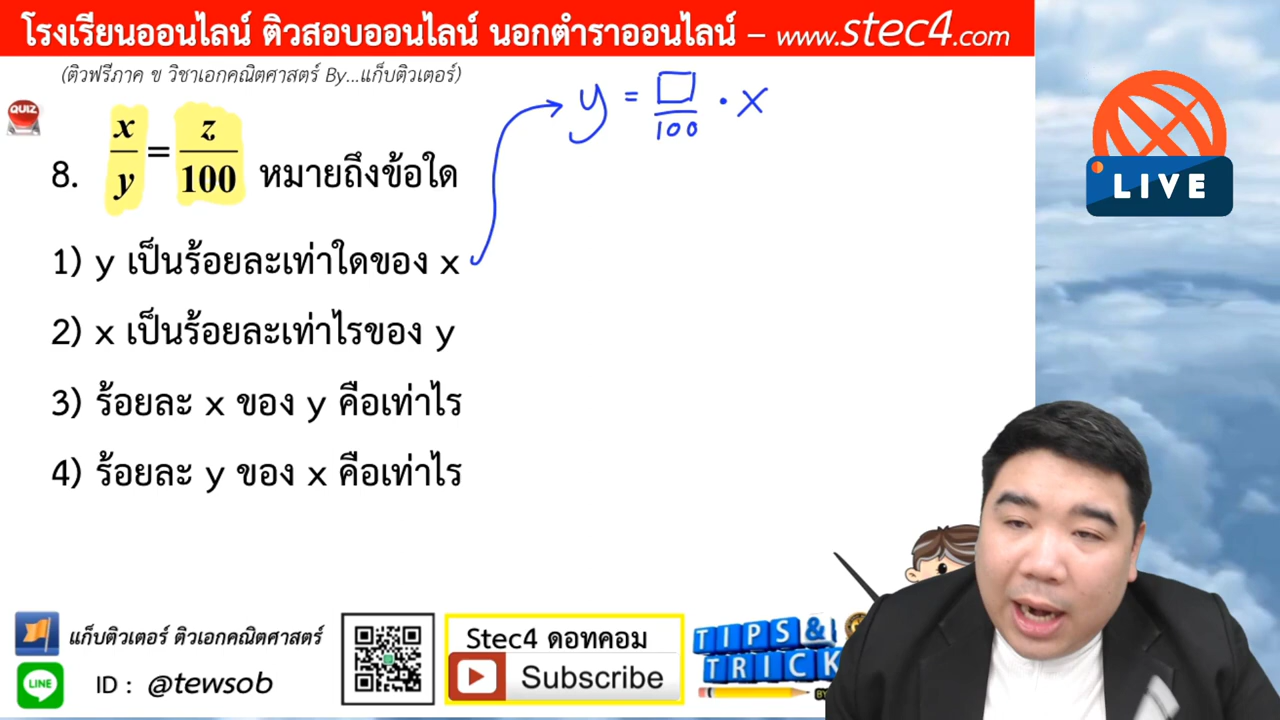 โรงเรียนออนไลน์ ติวสอบออนไลน์ นอกตำราออนไลน์ – www.stec4.com
(ติวฟรีภาค ข วิชาเอกคณิตศาสตร์ By...แก็บติวเตอร์)
QUIZ
8. x/y = z/100 หมายถึงข้อใด
y = □/100 · x
LIVE
1) y เป็นร้อยละเท่าใดของ x
2) x เป็นร้อยละเท่าไรของ y
3) ร้อยละ x ของ y คือเท่าไร
4) ร้อยละ y ของ x คือเท่าไร
แก็บติวเตอร์ ติวเอกคณิตศาสตร์
LINE
ID : @tewsob
Stec4 ดอทคอม
Subscribe
TIPS &
TRICK